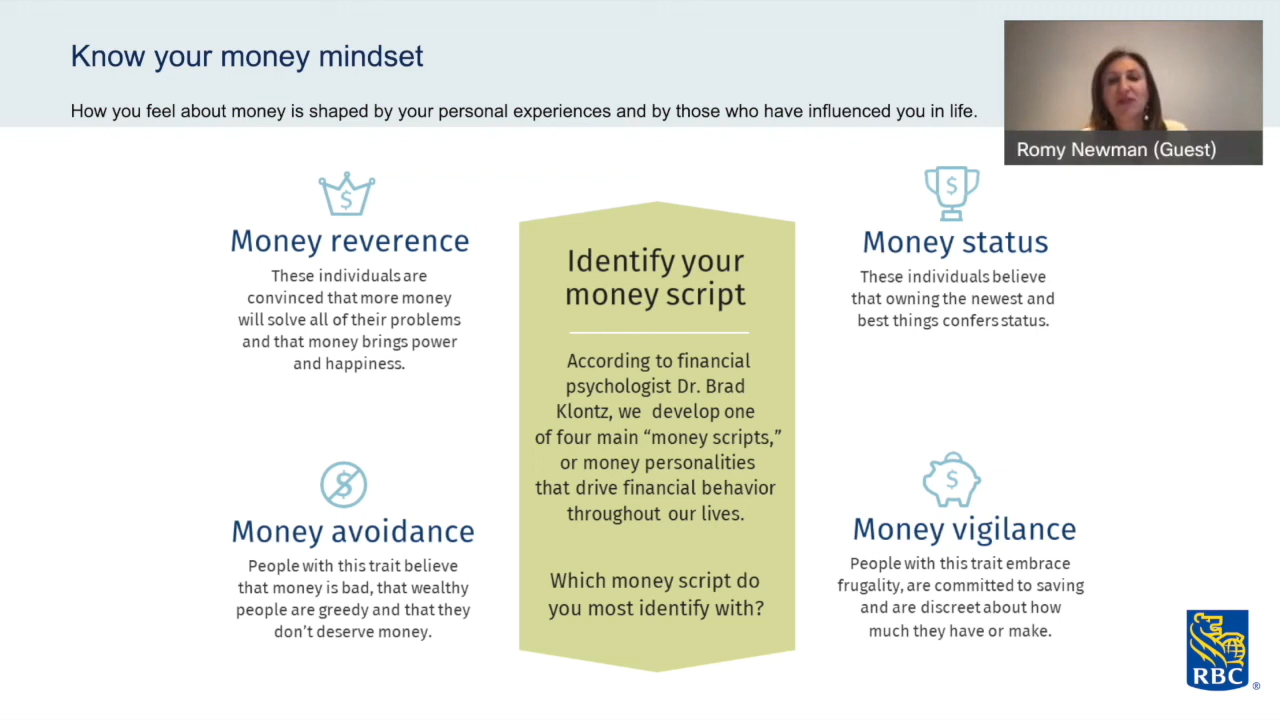 Know your money mindset
How you feel about money is shaped by your personal experiences and by those who have influenced you in life.
Romy Newman (Guest)
$
Money reverence
These individuals are
convinced that more money
will solve all of their problems
and that money brings power
and happiness.
$
Money avoidance
People with this trait believe
that money is bad, that wealthy
people are greedy and that they
don’t deserve money.
Identify your
money script
According to financial
psychologist Dr. Brad
Klontz, we develop one
of four main “money scripts,”
or money personalities
that drive financial behavior
throughout our lives.
Which money script do
you most identify with?
$
Money status
These individuals believe
that owning the newest and
best things confers status.
$
Money vigilance
People with this trait embrace
frugality, are committed to saving
and are discreet about how
much they have or make.
RBC
®